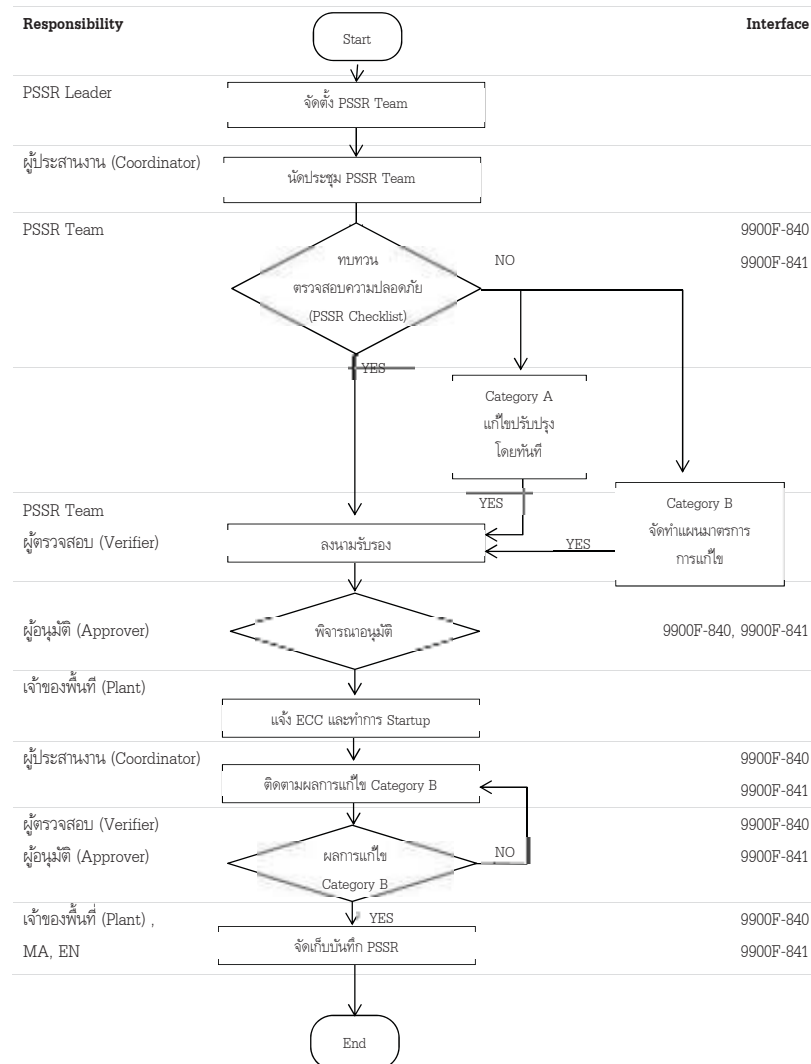 Responsibility
Interface
Start
PSSR Leader
จัดตั้ง PSSR Team
ผู้ประสานงาน (Coordinator)
นัดประชุม PSSR Team
PSSR Team
9900F-840
ทบทวน
ตรวจสอบความปลอดภัย
(PSSR Checklist)
NO
9900F-841
YES
Category A
แก้ไขปรับปรุง
โดยทันที
YES
Category B
จัดทำแผนมาตรการ
การแก้ไข
PSSR Team
ผู้ตรวจสอบ (Verifier)
ลงนามรับรอง
YES
ผู้อนุมัติ (Approver)
พิจารณาอนุมัติ
9900F-840, 9900F-841
เจ้าของพื้นที่ (Plant)
แจ้ง ECC และทำการ Startup
ผู้ประสานงาน (Coordinator)
9900F-840
ติดตามผลการแก้ไข Category B
9900F-841
ผู้ตรวจสอบ (Verifier)
9900F-840
ผู้อนุมัติ (Approver)
ผลการแก้ไข
Category B
NO
9900F-841
YES
เจ้าของพื้นที่ (Plant) ,
9900F-840
MA, EN
จัดเก็บบันทึก PSSR
9900F-841
End